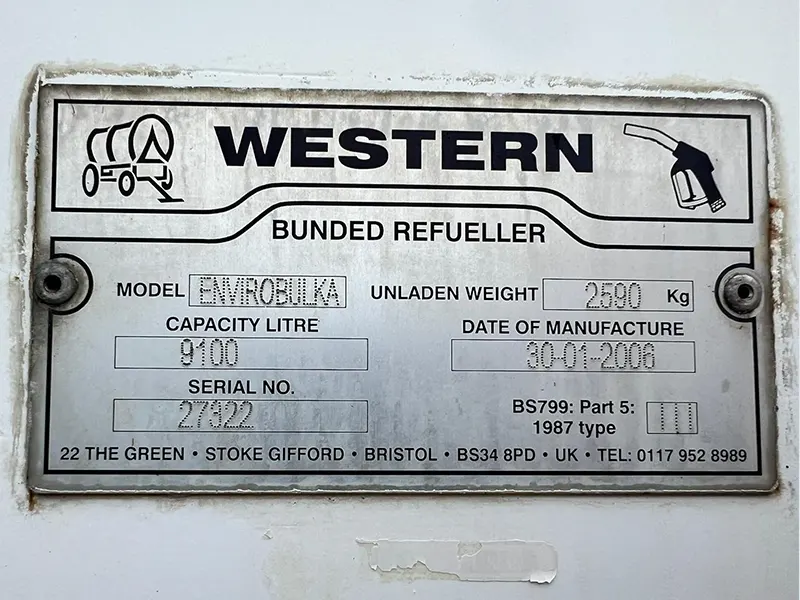 WESTERN
BUNDED REFUELLER
MODEL ENVIROBULKA UNLADEN WEIGHT 2590 Kg
CAPACITY LITRE DATE OF MANUFACTURE
9100 30-01-2006
SERIAL NO. BS799: Part 5:
27322 1987 type III
22 THE GREEN • STOKE GIFFORD • BRISTOL • BS34 8PD • UK • TEL: 0117 952 8989